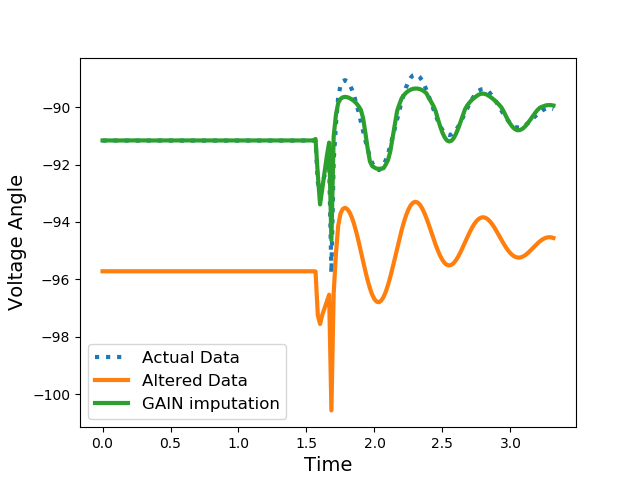 −90
−92
−94
−96
−98
−100
Voltage Angle
Actual Data
Altered Data
GAIN imputation
0.0 0.5 1.0 1.5 2.0 2.5 3.0
Time